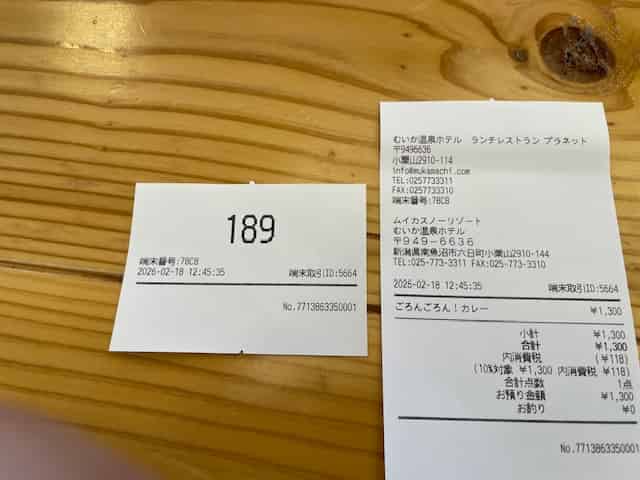 189
端末番号:78C8
2026-02-18 12:45:35 端末取引ID:5664
No.7713863350001
むいか温泉ホテル ランチレストラン プラネット
〒9496636
小栗山2910-114
info@mukamachi.com
TEL:0257733311
FAX:0257733310
端末番号:78C8
ムイカスノーリゾート
むいか温泉ホテル
〒949-6636
新潟県南魚沼市六日町小栗山2910-144
TEL:025-773-3311 FAX:025-773-3310
2026-02-18 12:45:35 端末取引ID:5664
ごろんごろん!カレー ¥1,300
小計 ¥1,300
合計 ¥1,300
内消費税 (¥118)
(10%対象 ¥1,300 内消費税 ¥118)
合計点数 1点
お預り金額 ¥1,300
お釣り ¥0
No.7713863350001